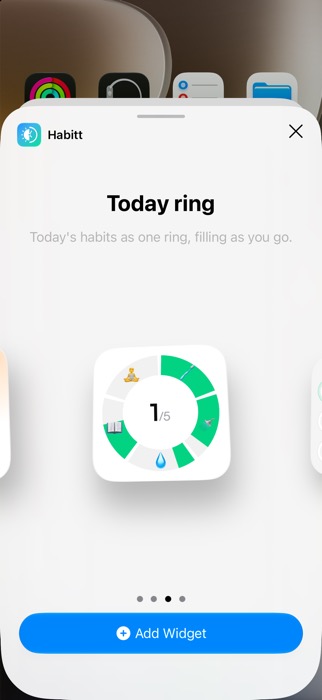 Habitt
Today ring
Today's habits as one ring, filling as you go.
1/5
Add Widget